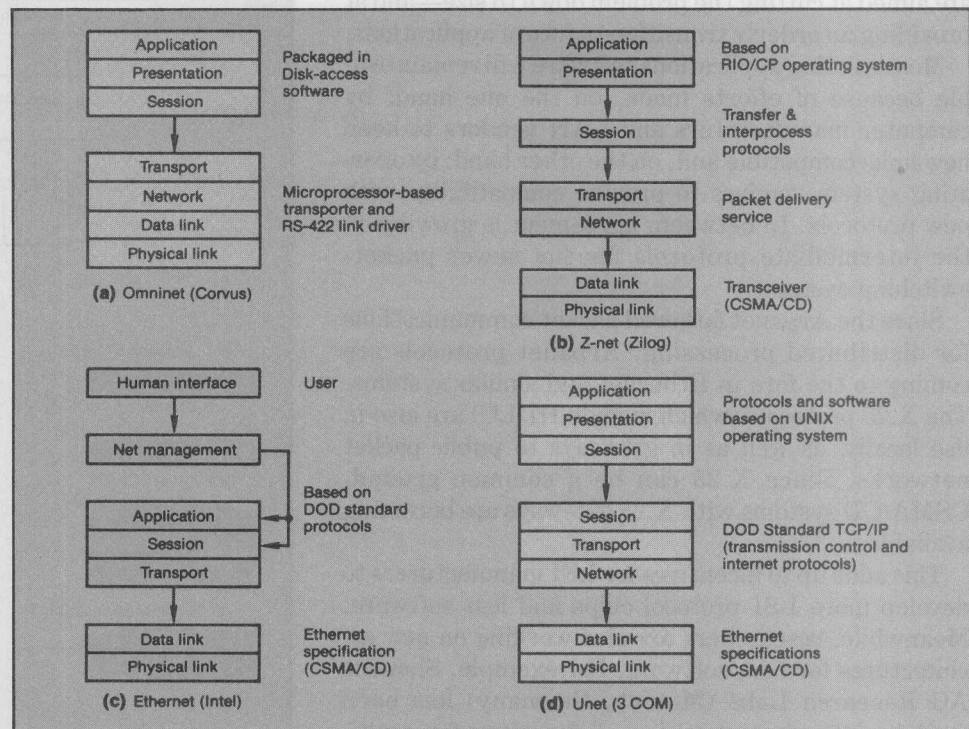 Application
Presentation
Session
Packaged in
Disk-access
software
Transport
Network
Data link
Physical link
Microprocessor-based
transporter and
RS-422 link driver
(a) Omninet (Corvus)
Application
Presentation
Based on
RIO/CP operating system
Session
Transfer &
interprocess
protocols
Transport
Network
Packet delivery
service
Data link
Physical link
Transceiver
(CSMA/CD)
(b) Z-net (Zilog)
Human interface
User
Net management
Application
Session
Transport
Based on
DOD standard
protocols
Data link
Physical link
Ethernet
specification
(CSMA/CD)
(c) Ethernet (Intel)
Application
Presentation
Session
Protocols and software
based on UNIX
operating system
Session
Transport
Network
DOD Standard TCP/IP
(transmission control and
internet protocols)
Data link
Physical link
Ethernet
specifications
(CSMA/CD)
(d) Unet (3 COM)